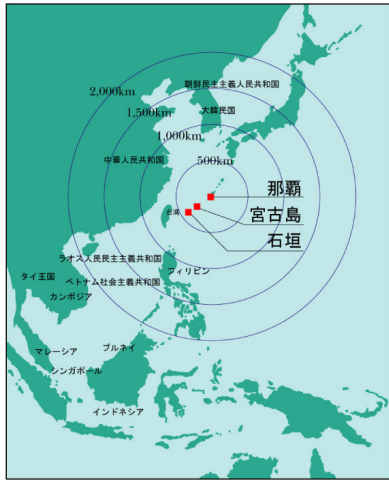 2,000km
朝鮮民主主義人民共和国
1,500km
大韓民国
1,000km
中華人民共和国
500km
那覇
宮古島
台湾
石垣
ラオス人民民主主義共和国
フィリピン
タイ王国
ベトナム社会主義共和国
カンボジア
マレーシア
ブルネイ
シンガポール
インドネシア